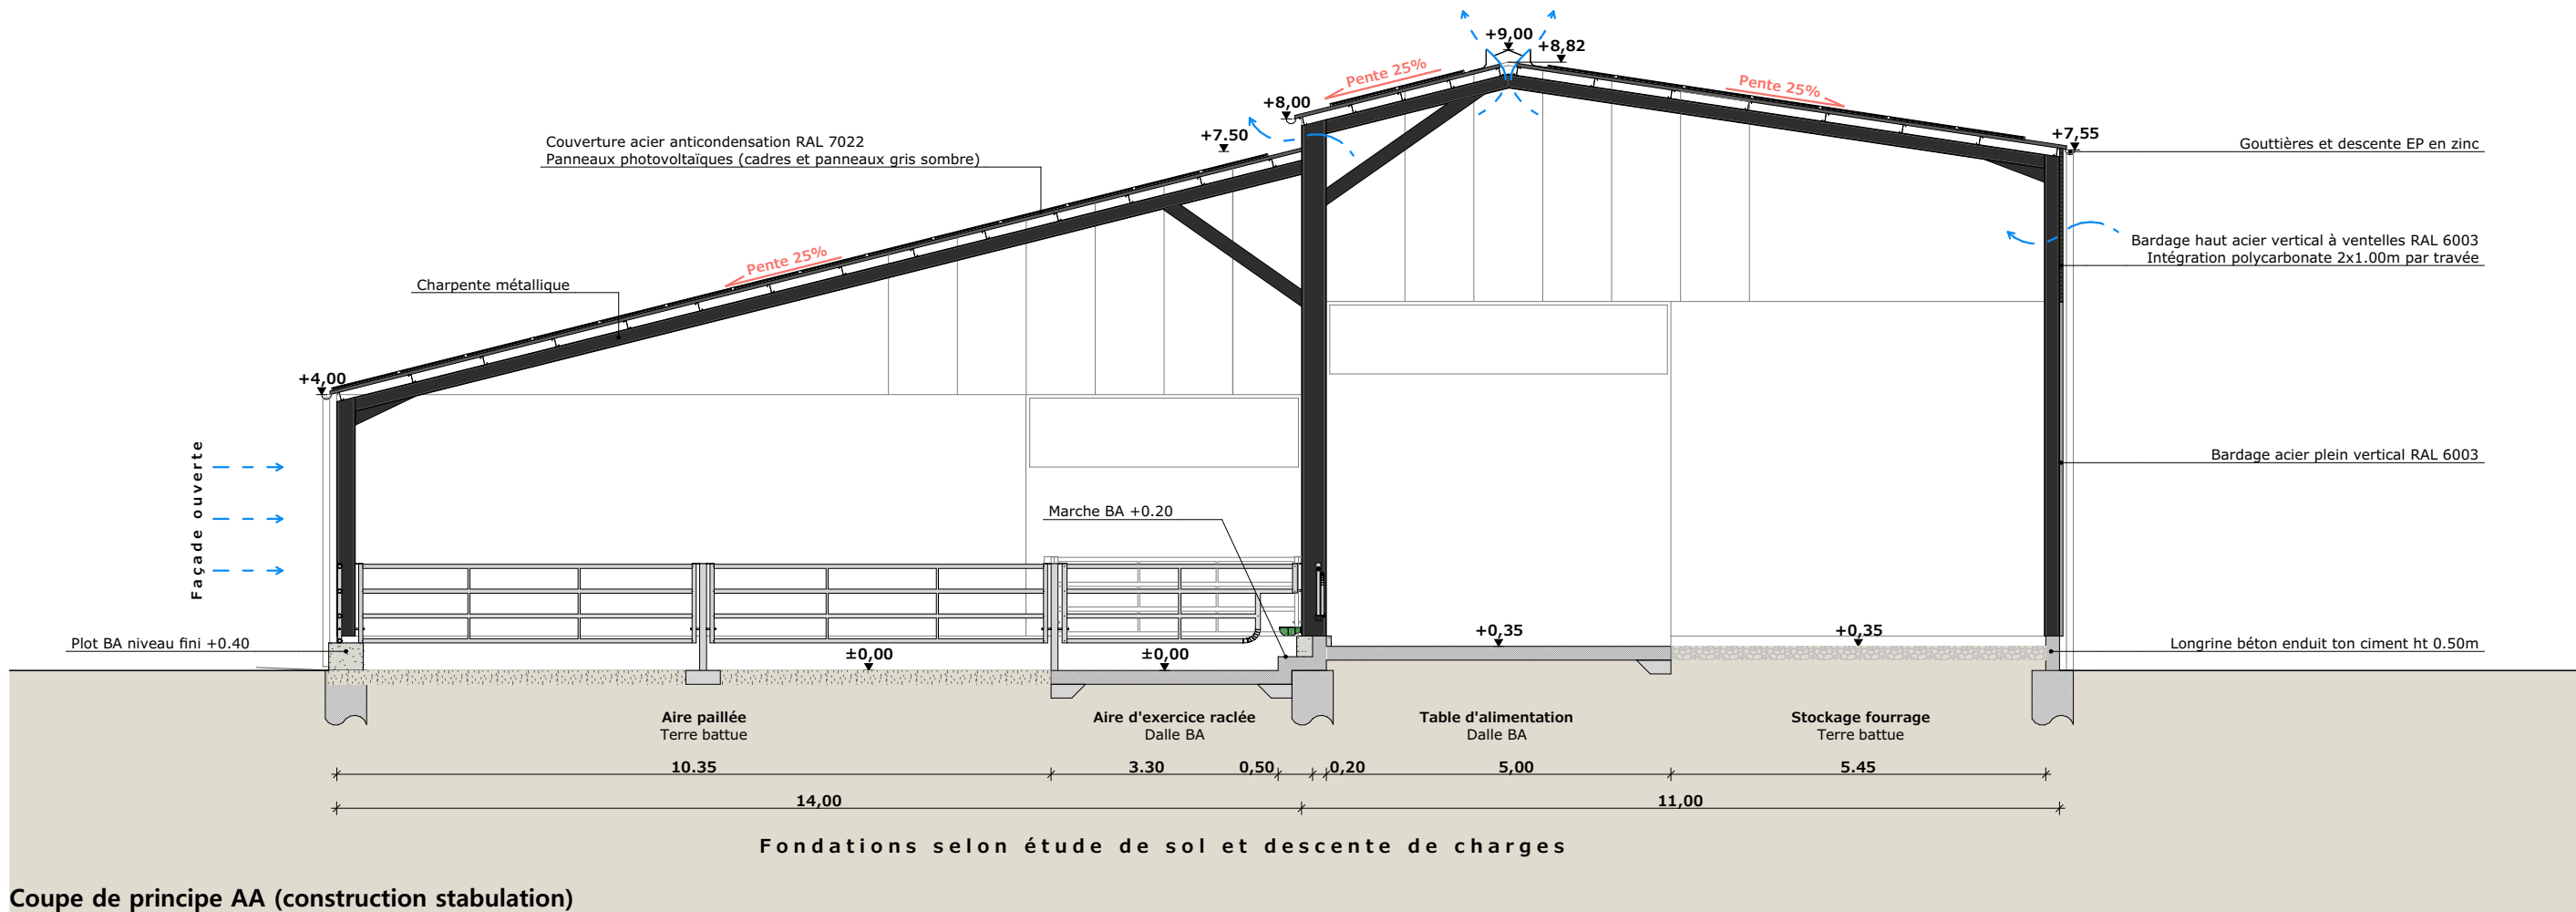 +9,00
+8,82
Pente 25%
Pente 25%
+8,00
+7.50
+7,55
Couverture acier anticondensation RAL 7022
Panneaux photovoltaïques (cadres et panneaux gris sombre)
Gouttières et descente EP en zinc
Bardage haut acier vertical à ventelles RAL 6003
Intégration polycarbonate 2x1.00m par travée
Pente 25%
Charpente métallique
+4,00
Façade ouverte
Bardage acier plein vertical RAL 6003
Marche BA +0.20
Plot BA niveau fini +0.40
±0,00
±0,00
+0,35
+0,35
Longrine béton enduit ton ciment ht 0.50m
Aire paillée
Terre battue
Aire d'exercice raclée
Dalle BA
Table d'alimentation
Dalle BA
Stockage fourrage
Terre battue
10.35 3.30 0,50 0,20 5,00 5.45
14,00 11,00
Fondations selon étude de sol et descente de charges
Coupe de principe AA (construction stabulation)